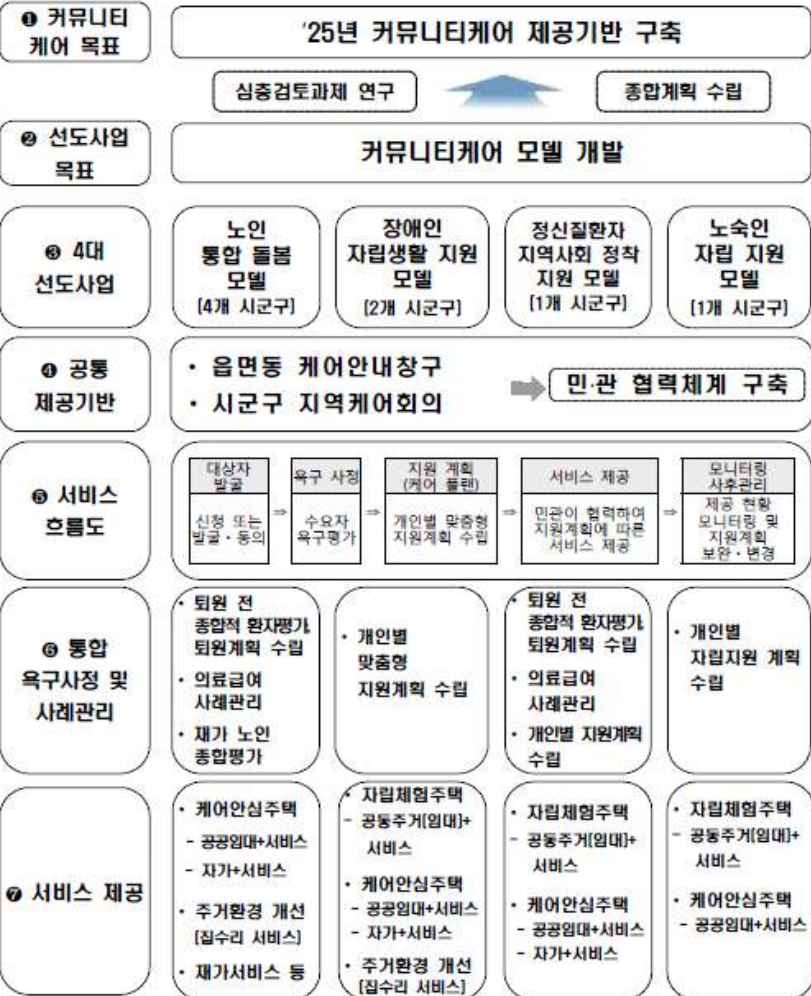 ❶ 커뮤니티
케어 목표
'25년 커뮤니티케어 제공기반 구축
심층검토과제 연구
종합계획 수립
❷ 선도사업
목표
커뮤니티케어 모델 개발
❸ 4대
선도사업
노인
통합 돌봄
모델
(4개 시군구)
장애인
자립생활 지원
모델
(2개 시군구)
정신질환자
지역사회 정착
지원 모델
(1개 시군구)
노숙인
자립 지원
모델
(1개 시군구)
❹ 공통
제공기반
· 읍면동 케어안내창구
· 시군구 지역케어회의
민·관 협력체계 구축
❺ 서비스
흐름도
대상자
발굴
신청 또는
발굴·동의
⇒
욕구 사정
수요자
욕구평가
⇒
지원 계획
(케어 플랜)
개인별 맞춤형
지원계획 수립
⇒
서비스 제공
민관이 협력하여
지원계획에 따른
서비스 제공
⇒
모니터링
사후관리
제공 현황
모니터링 및
지원계획
보완·변경
❻ 통합
욕구사정 및
사례관리
· 퇴원 전
종합적 환자평가,
퇴원계획 수립
· 의료급여
사례관리
· 재가 노인
종합평가
· 개인별
맞춤형
지원계획 수립
· 퇴원 전
종합적 환자평가,
퇴원계획 수립
· 의료급여
사례관리
· 개인별 지원계획
수립
· 개인별
자립지원 계획
수립
❼ 서비스 제공
· 케어안심주택
- 공공임대+서비스
- 자가+서비스
· 주거환경 개선
(집수리 서비스)
· 재가서비스 등
· 자립체험주택
- 공동주거(임대)+
서비스
· 케어안심주택
- 공공임대+서비스
- 자가+서비스
· 주거환경 개선
(집수리 서비스)
· 자립체험주택
- 공동주거(임대)+
서비스
· 케어안심주택
- 공공임대+서비스
- 자가+서비스
· 자립체험주택
- 공동주거(임대)+
서비스
· 케어안심주택
- 공공임대+서비스